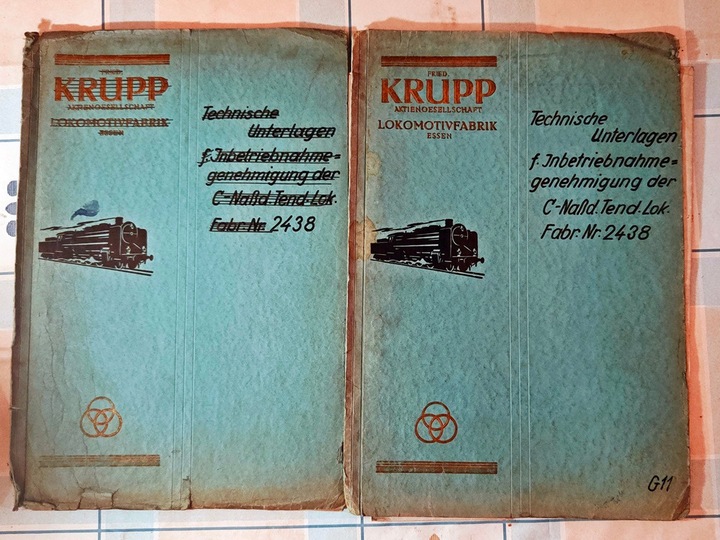 FRIED.
KRUPP
AKTIENGESELLSCHAFT
LOKOMOTIVFABRIK
ESSEN
Technische
Unterlagen
f. Inbetriebnahme=
genehmigung der
C-Naßd. Tend. Lok.
Fabr. Nr. 2438
FRIED.
KRUPP
AKTIENGESELLSCHAFT
LOKOMOTIVFABRIK
ESSEN
Technische
Unterlagen
f. Inbetriebnahme=
genehmigung der
C-Naßd. Tend. Lok.
Fabr. Nr. 2438
G11